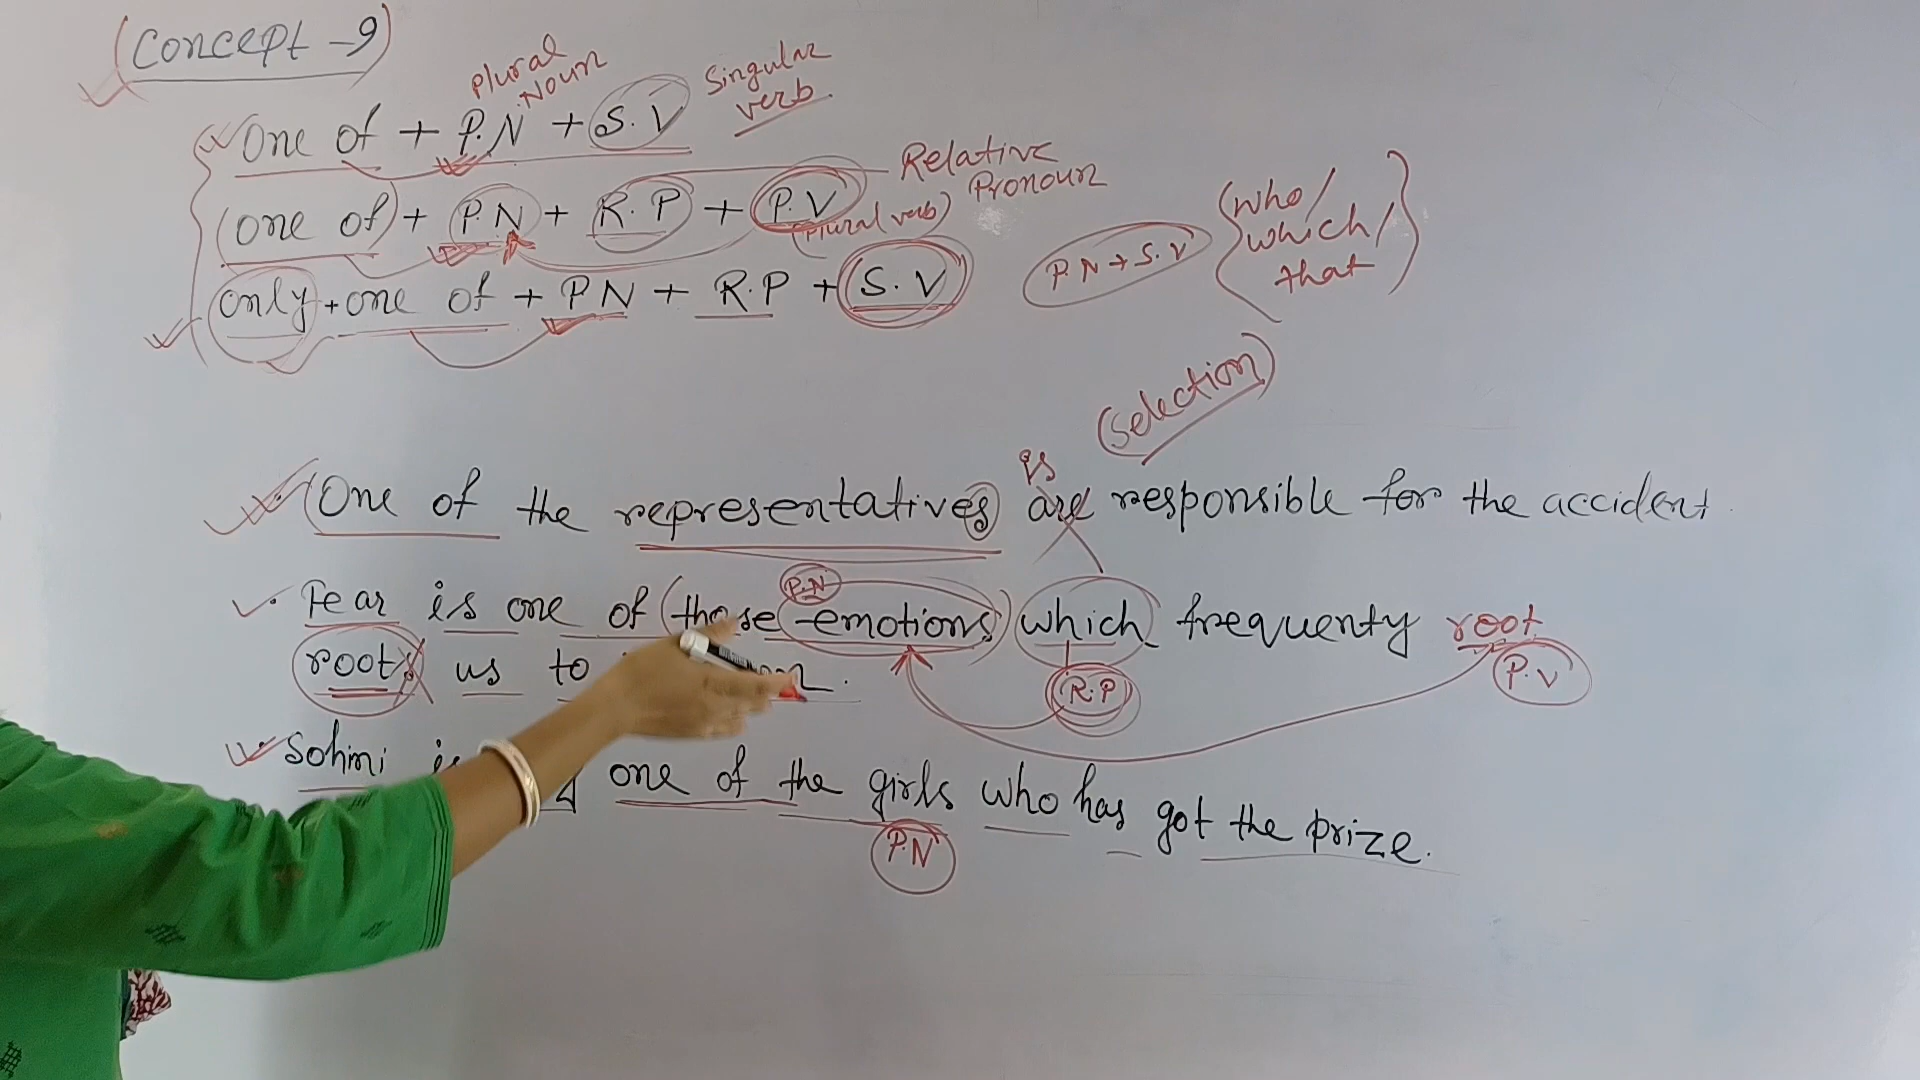 (Concept -9)
Plural Noun
Singular verb.
One of + P.N + S.V
Relative Pronoun
(one of) + P.N + R.P + P.V
(Plural verb)
P.N + S.V
(who/ which/ that)
only + one of + P.N + R.P + S.V
(Selection)
is
One of the representatives are responsible for the accident.
P.N
Fear is one of those emotions which frequenty root
roots us to
R.P
P.V
Sohmi is one of the girls who has got the prize.
P.N